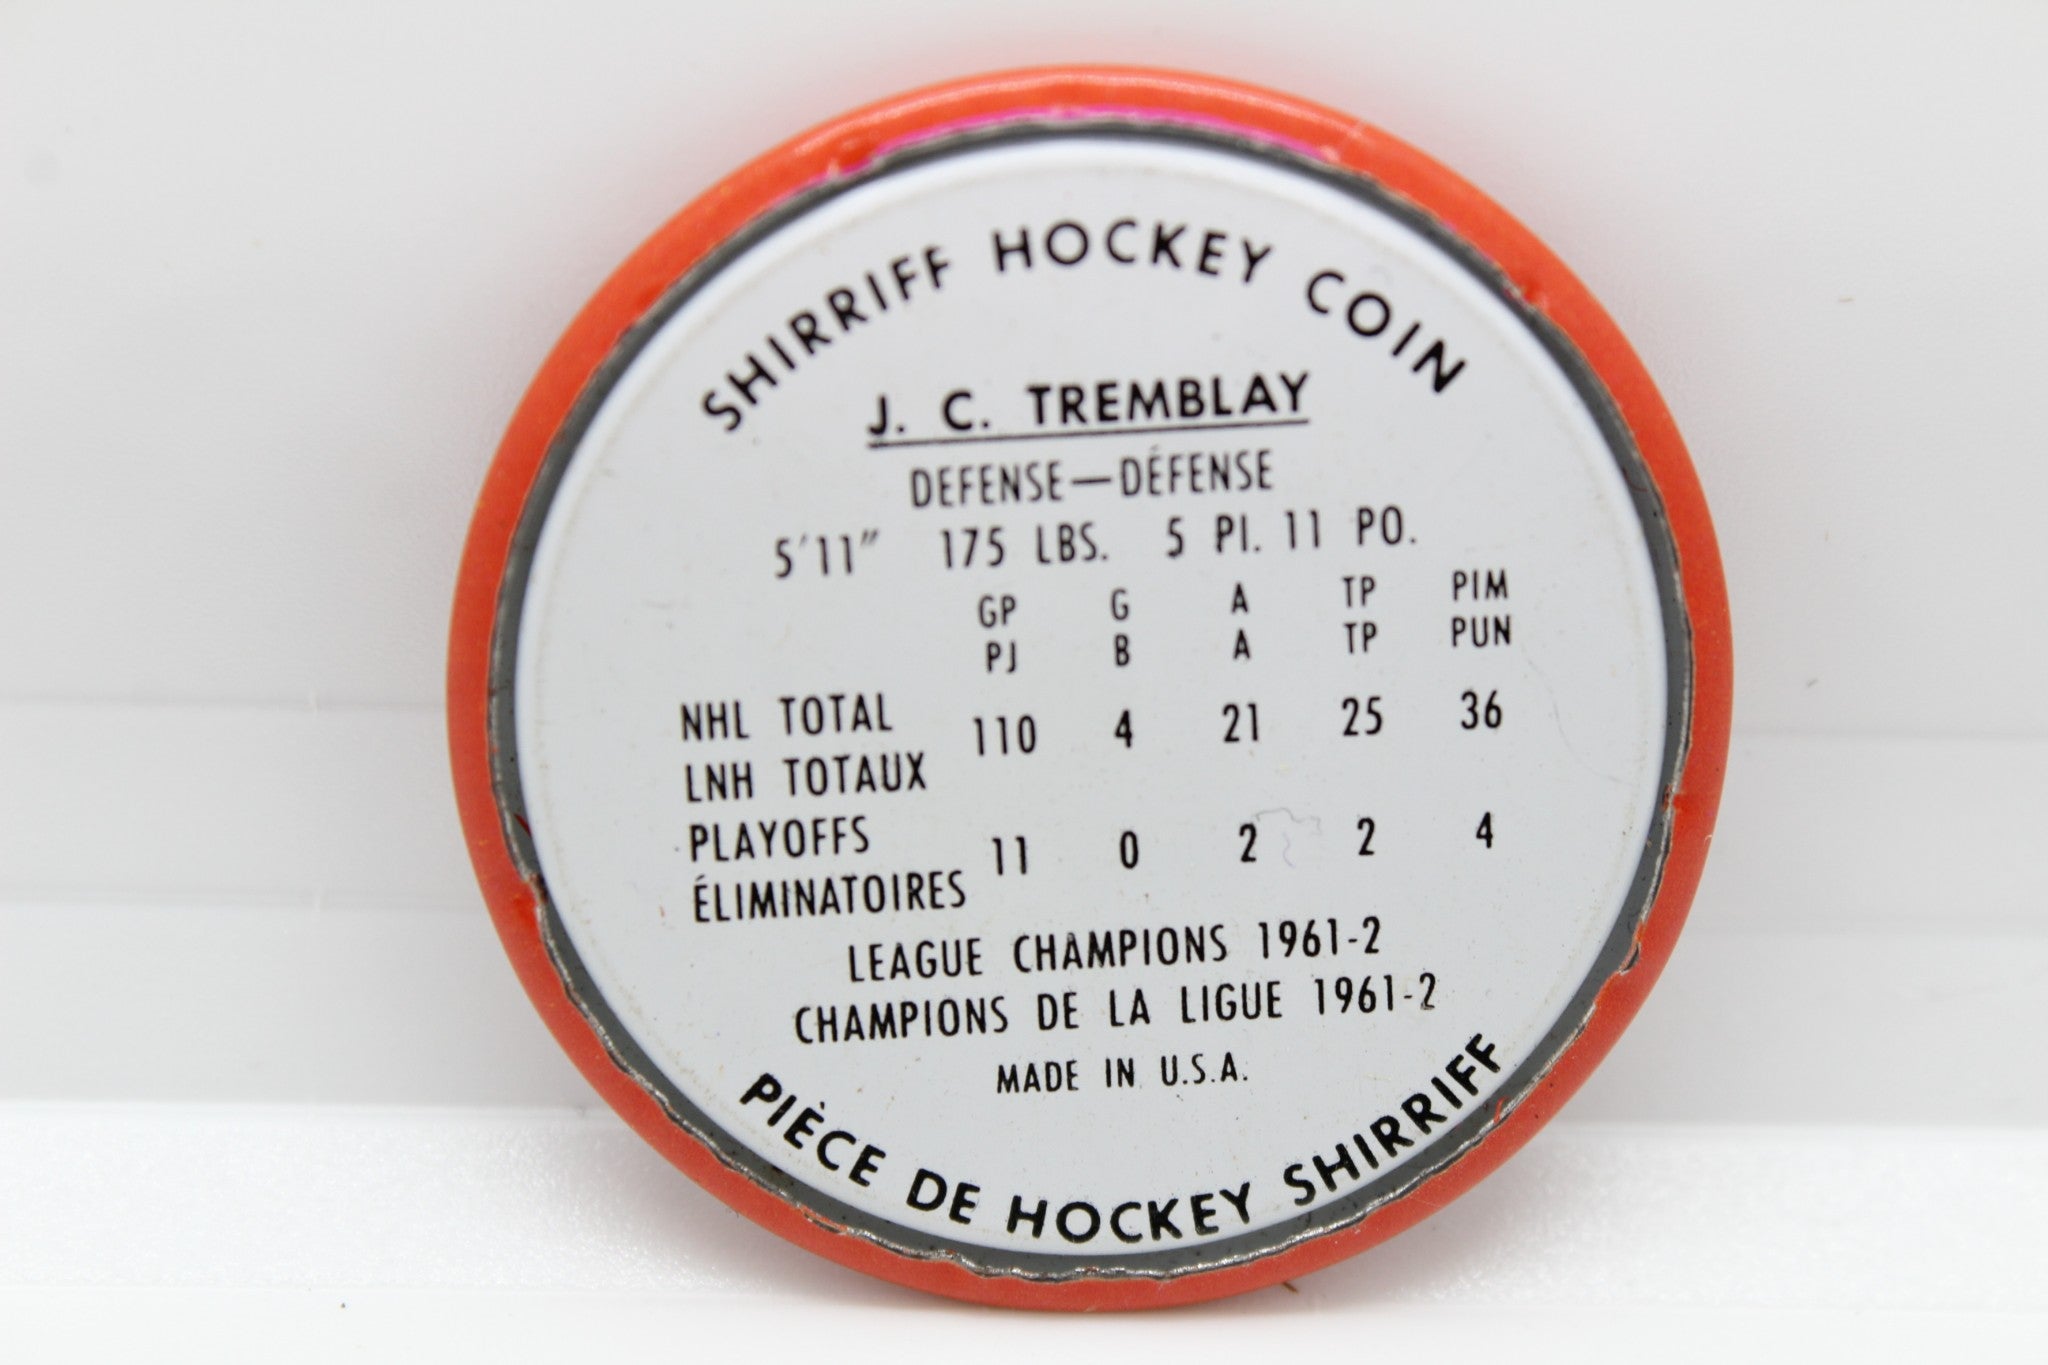 SHIRRIFF HOCKEY COIN
J. C. TREMBLAY
DEFENSE—DÉFENSE
5'11" 175 LBS. 5 PI. 11 PO.
GP G A TP PIM
PJ B A TP PUN
NHL TOTAL 110 4 21 25 36
LNH TOTAUX
PLAYOFFS 11 0 2 2 4
ÉLIMINATOIRES
LEAGUE CHAMPIONS 1961-2
CHAMPIONS DE LA LIGUE 1961-2
MADE IN U.S.A.
PIÈCE DE HOCKEY SHIRRIFF